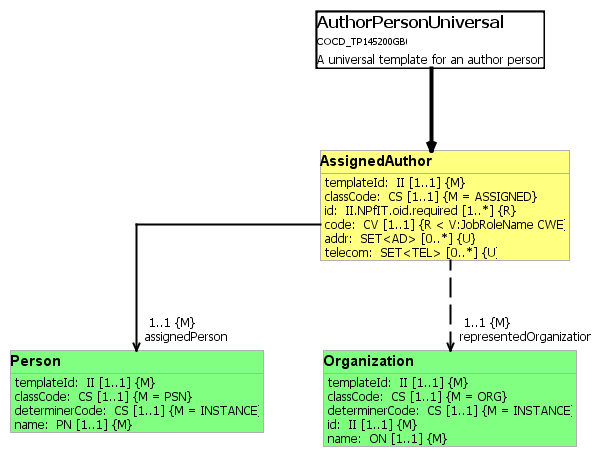 AuthorPersonUniversal
COCD_TP145200GB(
A universal template for an author person
AssignedAuthor
templateId: II [1..1] {M}
classCode: CS [1..1] {M = ASSIGNED}
id: II.NPfIT.oid.required [1..*] {R}
code: CV [1..1] {R < V:JobRoleName CWE}
addr: SET<AD> [0..*] {U}
telecom: SET<TEL> [0..*] {U}
1..1 {M}
assignedPerson
1..1 {M}
representedOrganization
Person
templateId: II [1..1] {M}
classCode: CS [1..1] {M = PSN}
determinerCode: CS [1..1] {M = INSTANCE}
name: PN [1..1] {M}
Organization
templateId: II [1..1] {M}
classCode: CS [1..1] {M = ORG}
determinerCode: CS [1..1] {M = INSTANCE}
id: II [1..1] {M}
name: ON [1..1] {M}